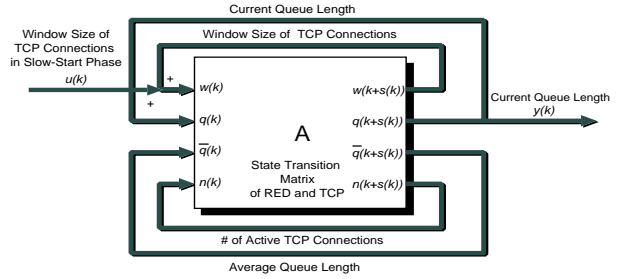 Current Queue Length
Window Size of
TCP Connections
in Slow-Start Phase
u(k)
Window Size of TCP Connections
+
+
w(k)
q(k)
q̅(k)
n(k)
A
State Transition
Matrix
of RED and TCP
w(k+s(k))
q(k+s(k))
q̅(k+s(k))
n(k+s(k))
Current Queue Length
y(k)
# of Active TCP Connections
Average Queue Length